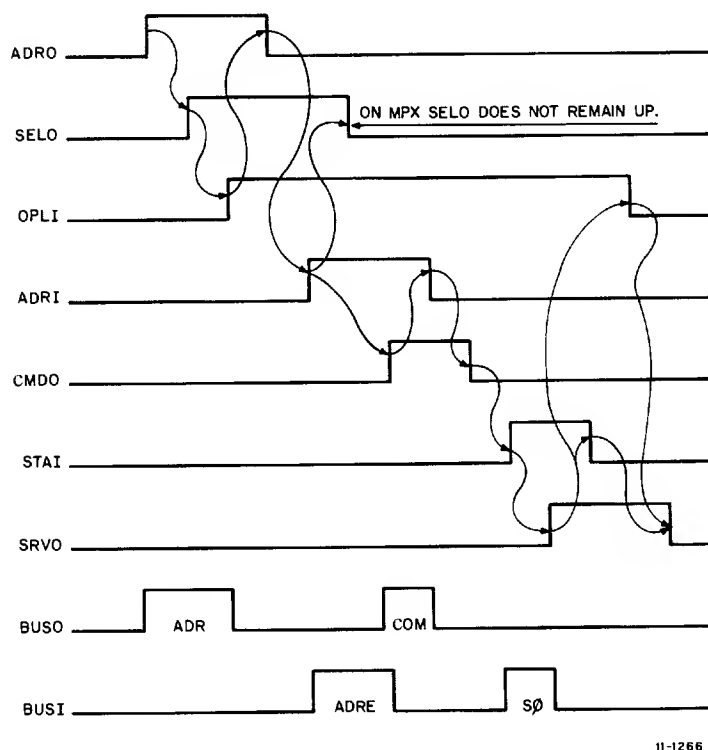 ADRO
SELO
ON MPX SELO DOES NOT REMAIN UP.
OPLI
ADRI
CMDO
STAI
SRVO
BUSO
ADR
COM
BUSI
ADRE
SØ
11-1266